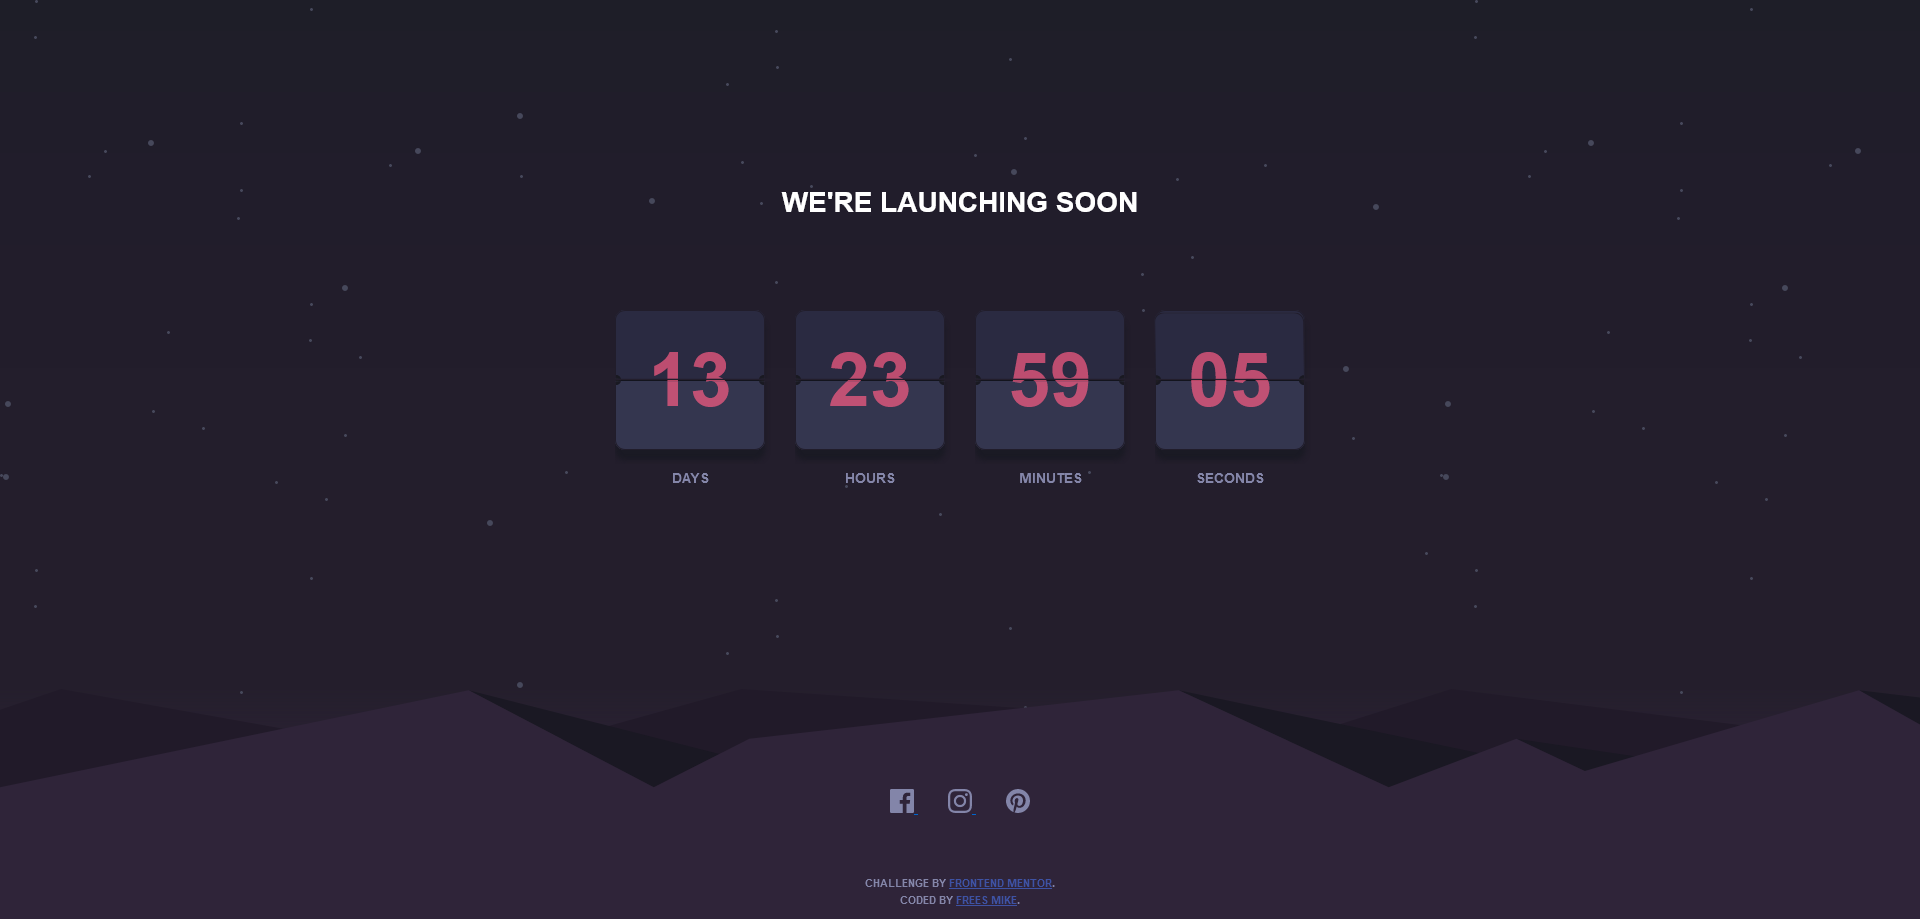 WE'RE LAUNCHING SOON
13 23 59 05
DAYS HOURS MINUTES SECONDS
CHALLENGE BY FRONTEND MENTOR.
CODED BY FREES MIKE.